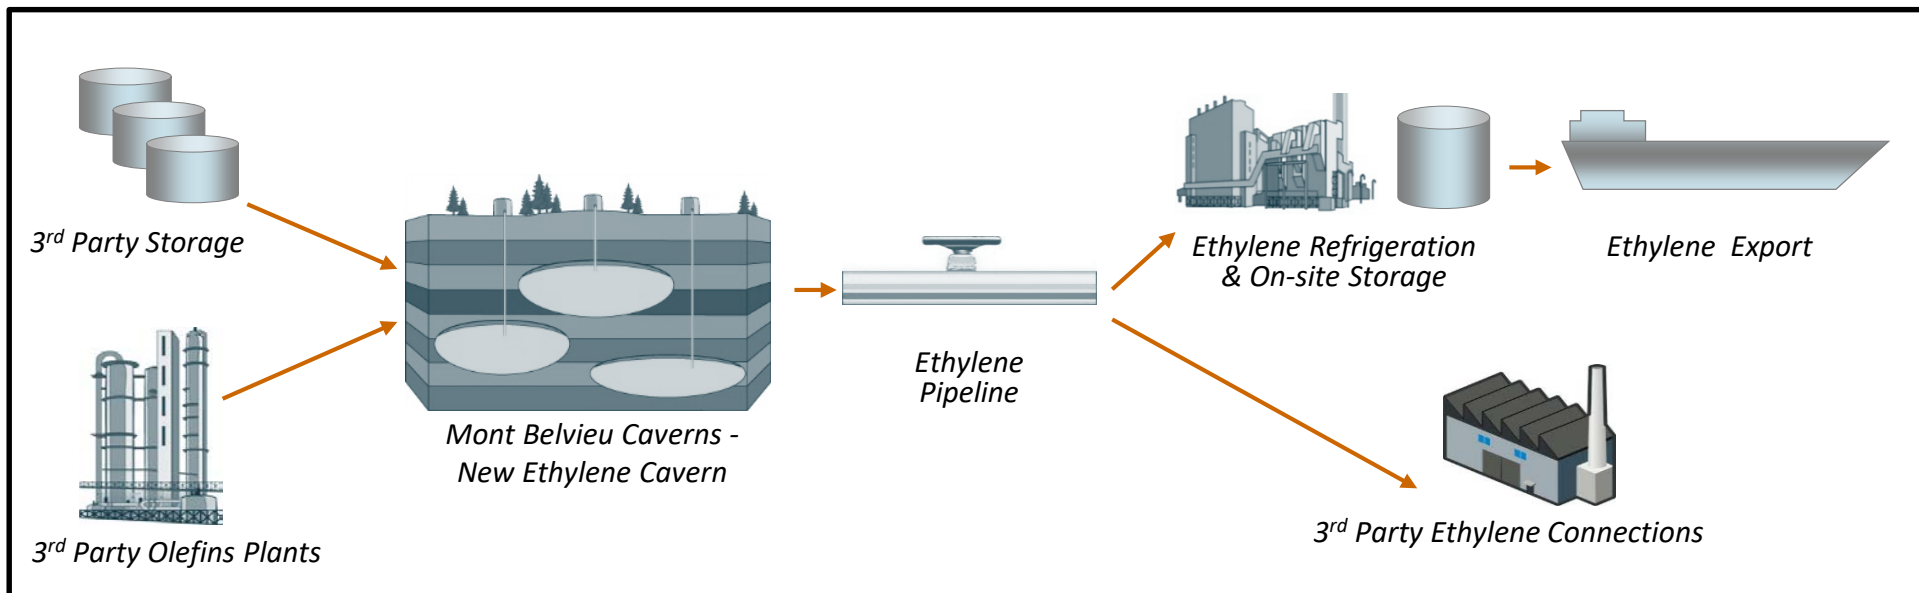 3rd Party Storage
3rd Party Olefins Plants
Mont Belvieu Caverns -
New Ethylene Cavern
Ethylene
Pipeline
Ethylene Refrigeration
& On-site Storage
Ethylene Export
3rd Party Ethylene Connections